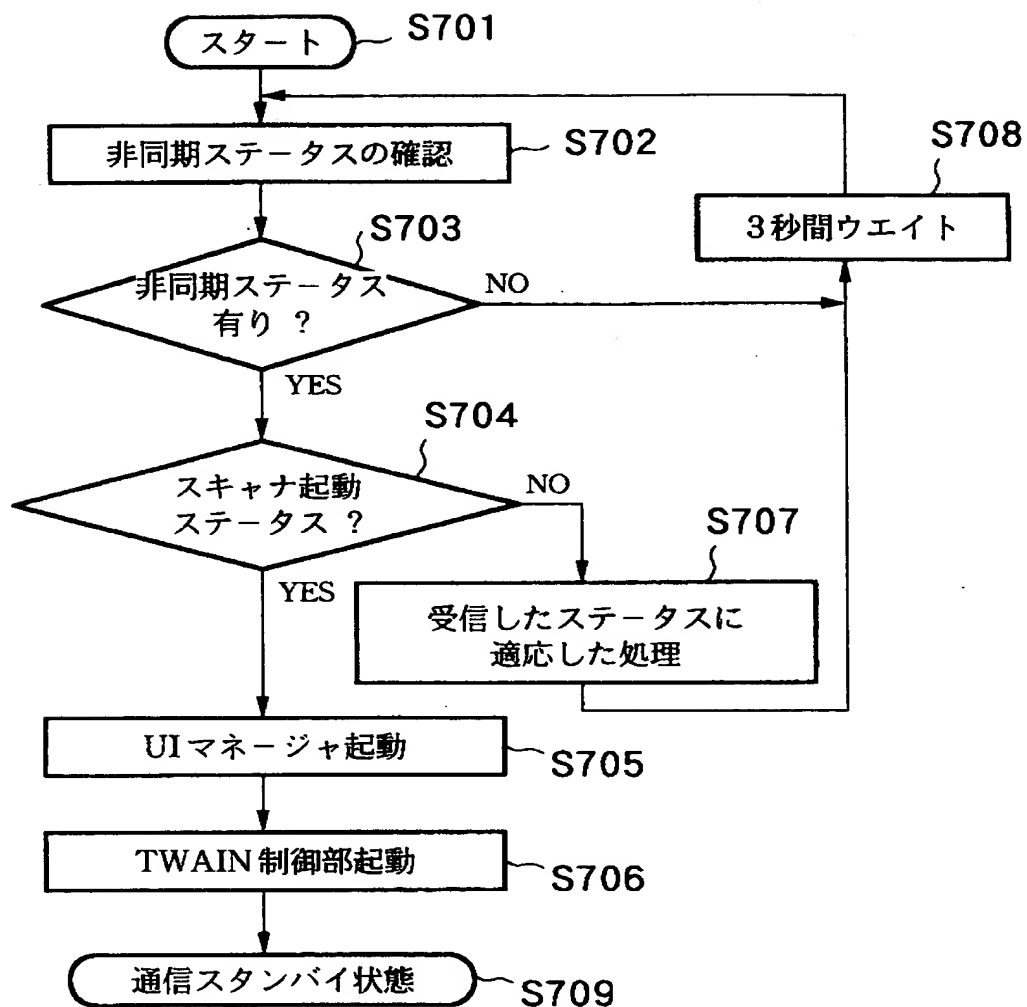 スタート
S701
非同期ステータスの確認
S702
S708
3秒間ウエイト
S703
非同期ステータス
有り ?
NO
YES
S704
スキャナ起動
ステータス ?
NO
YES
S707
受信したステータスに
適応した処理
UIマネージャ起動
S705
TWAIN制御部起動
S706
通信スタンバイ状態
S709